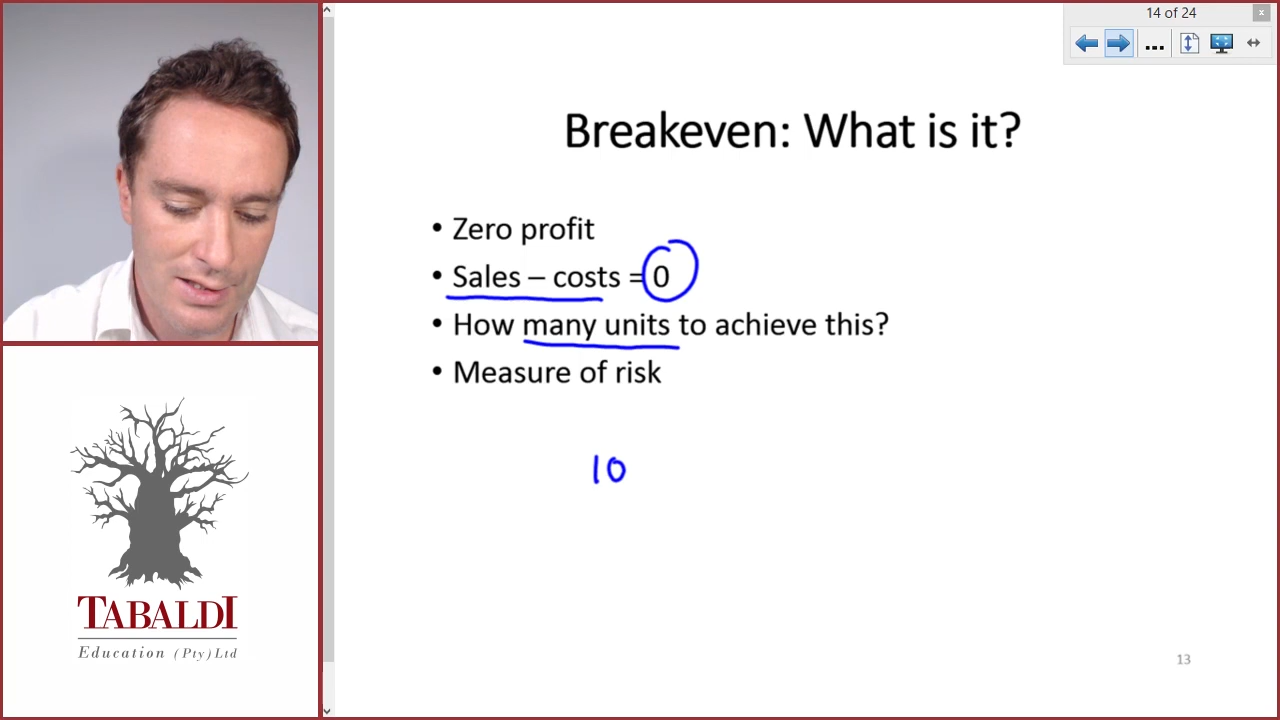 14 of 24
Breakeven: What is it?
• Zero profit
• Sales – costs = 0
• How many units to achieve this?
• Measure of risk
10
TABALDI
Education (Pty) Ltd
13